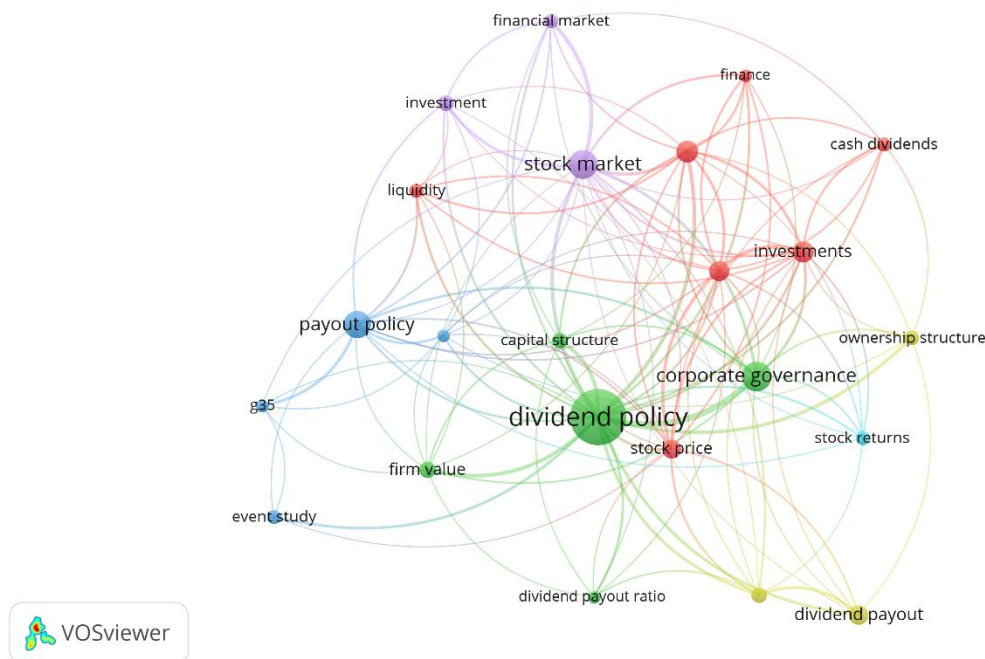 financial market
finance
investment
cash dividends
stock market
liquidity
investments
payout policy
capital structure
ownership structure
corporate governance
g35
dividend policy
stock returns
stock price
firm value
event study
dividend payout ratio
dividend payout
VOSviewer